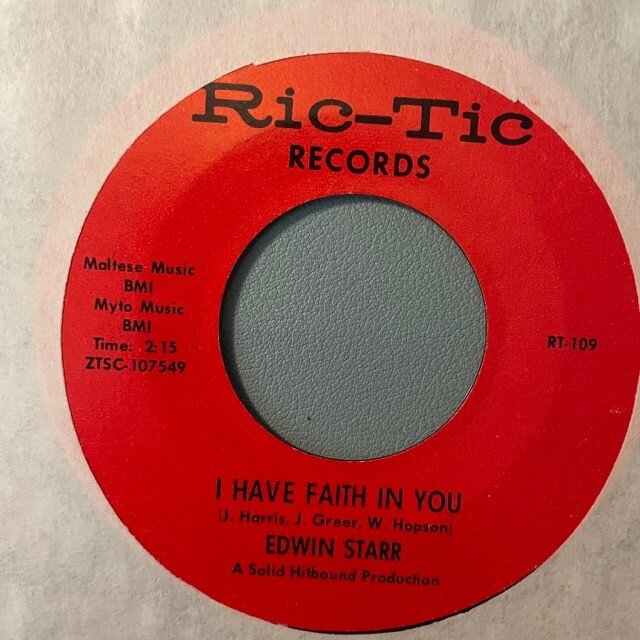 Ric-Tic
RECORDS
Maltese Music
BMI
Myto Music
BMI
Time: 2:15
ZTSC-107549
RT-109
I HAVE FAITH IN YOU
(J. Harris, J. Greer, W. Hopson)
EDWIN STARR
A Solid Hitbound Production